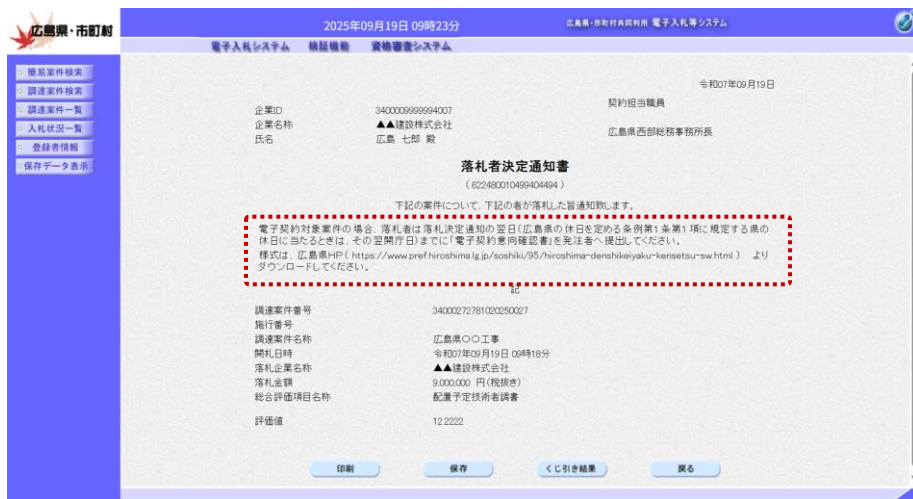 広島県・市町村
2025年09月19日 09時23分
広島県・市町村共同利用 電子入札等システム
電子入札システム 検証機能 資格審査システム
簡易案件検索
調達案件検索
調達案件一覧
入札状況一覧
登録者情報
保存データ表示
令和07年09月19日
企業ID 3400009999994007
企業名称 ▲▲建設株式会社
氏名 広島 七郎 殿
契約担当職員
広島県西部総務事務所長
落札者決定通知書
(622480010499404494)
下記の案件について、下記の者が落札した旨通知致します。
電子契約対象案件の場合、落札者は落札決定通知の翌日(広島県の休日を定める条例第1条第1項に規定する県の
休日に当たるときは、その翌開庁日)までに「電子契約意向確認書」を発注者へ提出してください。
様式は、広島県HP(https://www.pref.hiroshima.lg.jp/soshiki/95/hiroshima-denshikeiyaku-kensetsu-sw.html) より
ダウンロードしてください。
記
調達案件番号 34000272781020250027
施行番号
調達案件名称 広島県〇〇工事
開札日時 令和07年09月19日 09時18分
落札企業名称 ▲▲建設株式会社
落札金額 9,000,000 円(税抜き)
総合評価項目名称 配置予定技術者調書
評価値 12.2222
印刷 保存 くじ引き結果 戻る